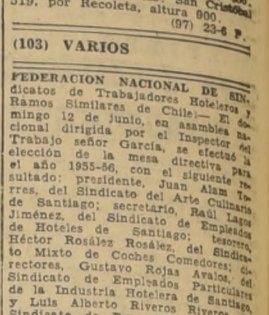 519, por Recoleta, altura 900.
(97) 23-6 P.
(103) VARIOS
FEDERACION NACIONAL DE SIN-
dicatos de Trabajadores Hoteleros y
Ramos Similares de Chile.— El do-
mingo 12 de junio, en asamblea na-
cional dirigida por el Inspector del
Trabajo señor García, se efectuó la
elección de la mesa directiva para
el año 1955-56, con el siguiente re-
sultado: presidente, Juan Alam To-
rres, del Sindicato del Arte Culinario
de Santiago; secretario, Raúl Lagos
Jiménez, del Sindicato de Empleados
de Hoteles de Santiago; tesorero,
Héctor Rosález Rosález, del Sindica-
to Mixto de Coches Comedores; di-
rectores, Gustavo Rojas Avalos, del
Sindicato de Empleados Particulares
de la Industria Hotelera de Santiago,
y Luis Alberto Riveros